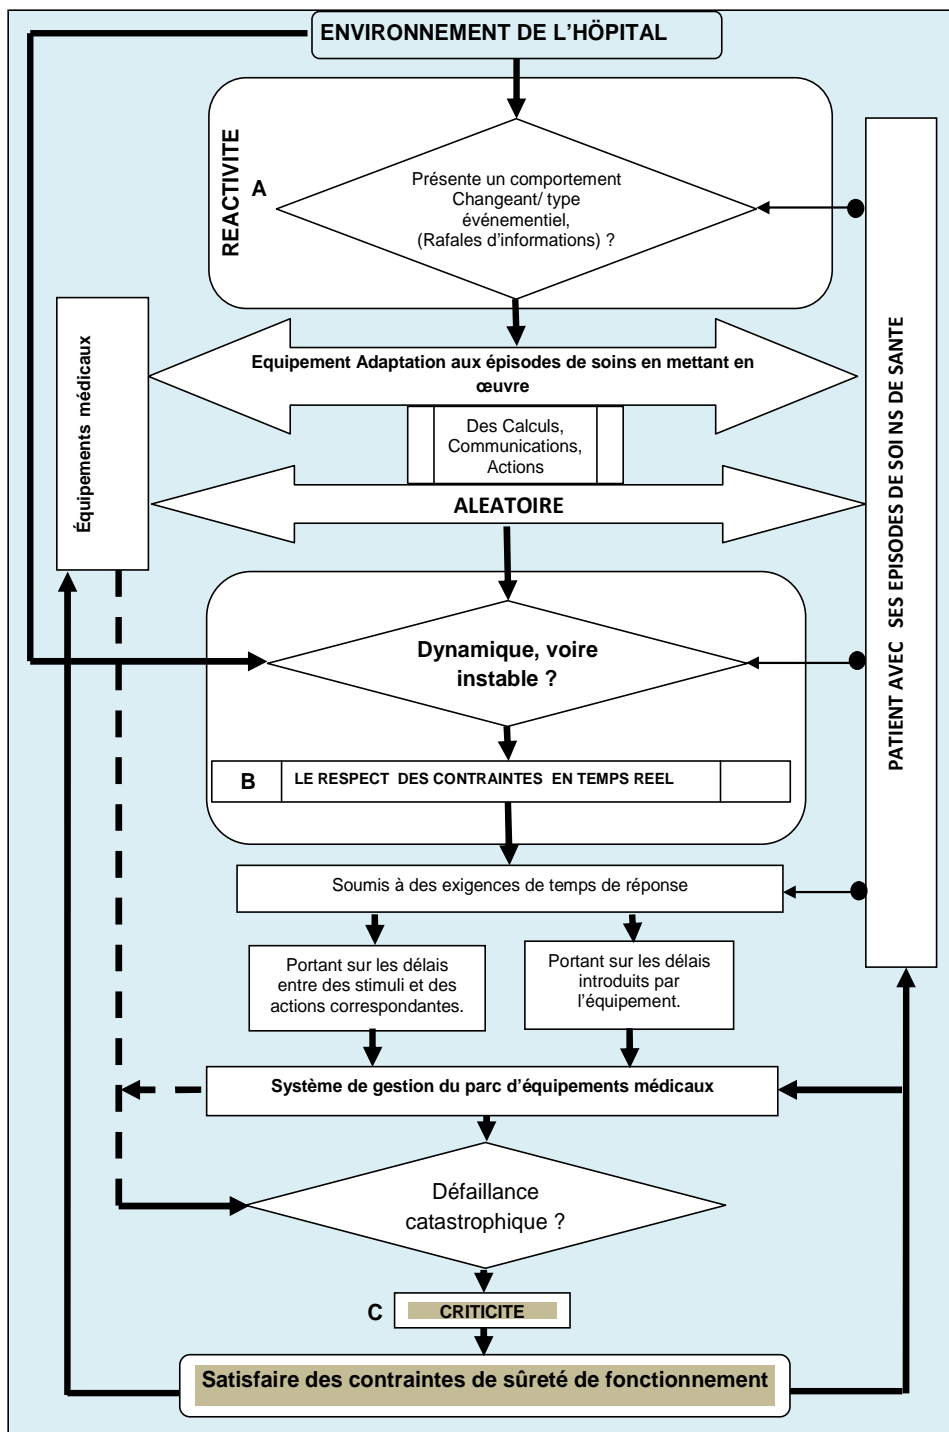 ENVIRONNEMENT DE L’HÖPITAL
REACTIVITE
A
Présente un comportement
Changeant/ type
événementiel,
(Rafales d’informations) ?
Equipement Adaptation aux épisodes de soins en mettant en
œuvre
Des Calculs,
Communications,
Actions
ALEATOIRE
Équipements médicaux
PATIENT AVEC SES EPISODES DE SOI NS DE SANTE
Dynamique, voire
instable ?
B
LE RESPECT DES CONTRAINTES EN TEMPS REEL
Soumis à des exigences de temps de réponse
Portant sur les délais
entre des stimuli et des
actions correspondantes.
Portant sur les délais
introduits par
l’équipement.
Système de gestion du parc d’équipements médicaux
Défaillance
catastrophique ?
C
CRITICITE
Satisfaire des contraintes de sûreté de fonctionnement